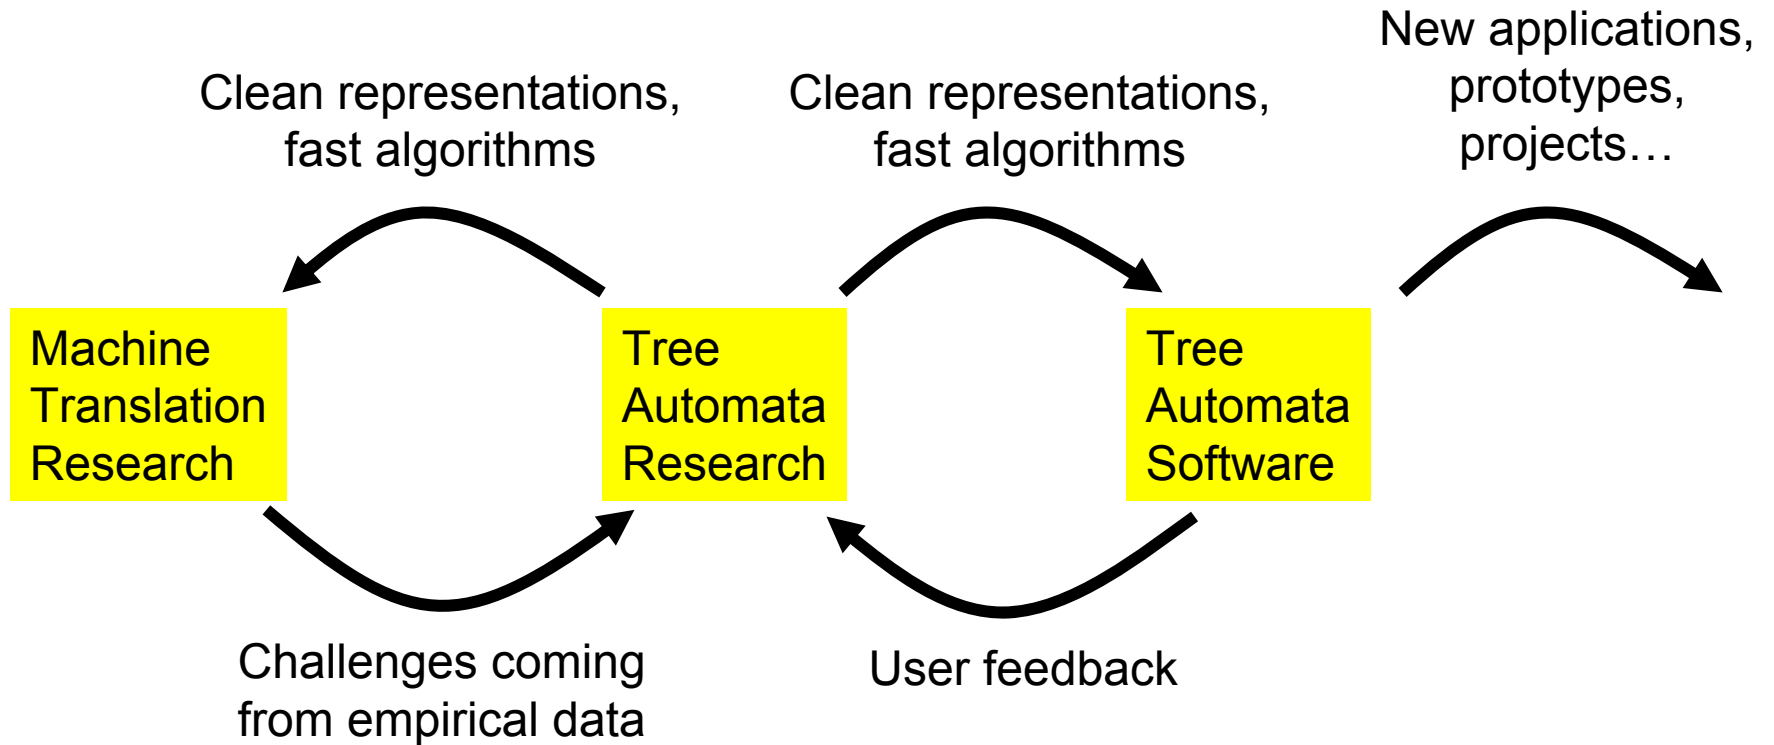 New applications,
prototypes,
projects…
Clean representations,
fast algorithms
Clean representations,
fast algorithms
Machine
Translation
Research
Tree
Automata
Research
Tree
Automata
Software
Challenges coming
from empirical data
User feedback